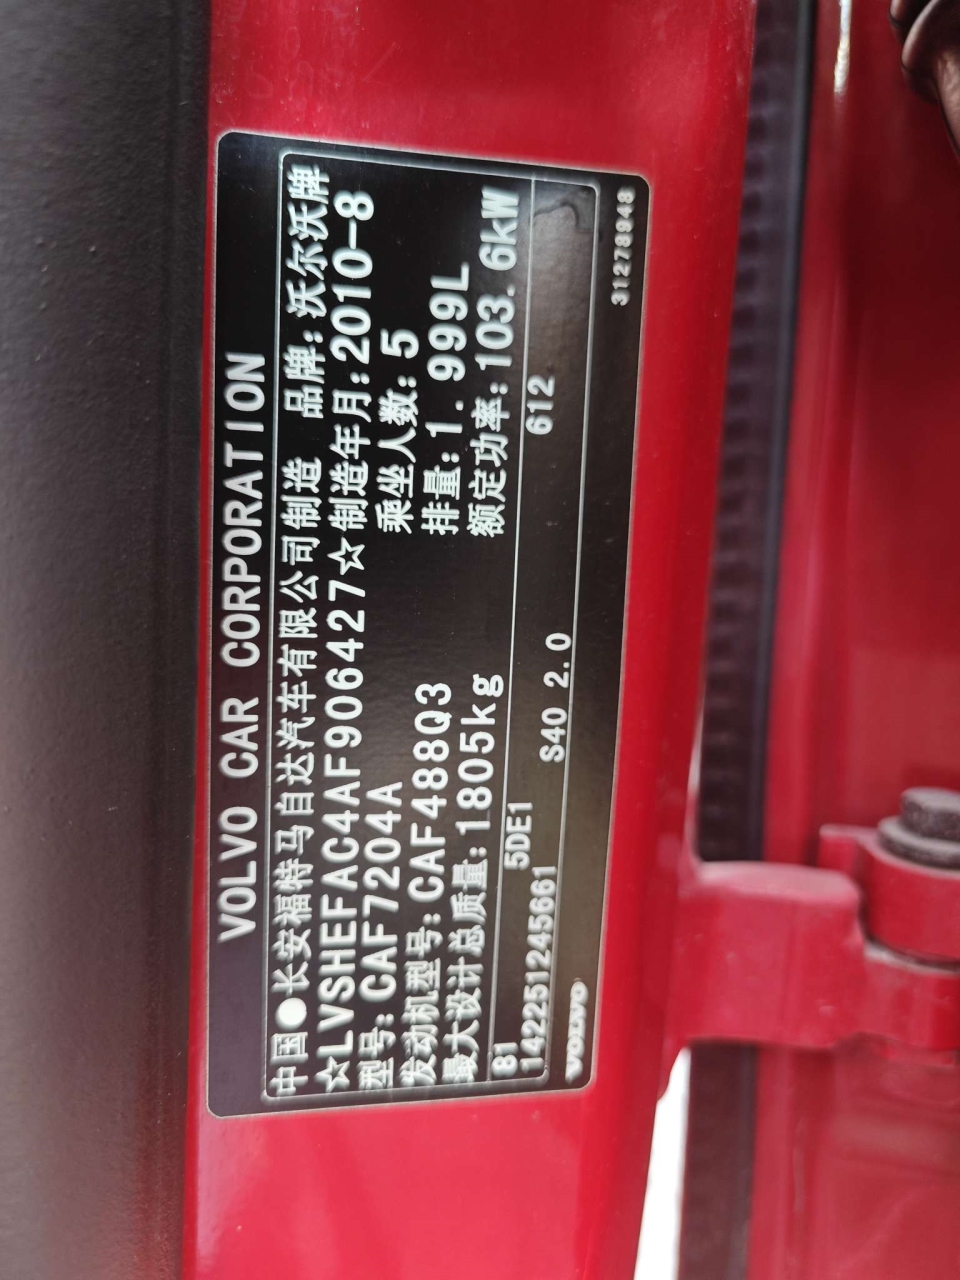 VOLVO CAR CORPORATION
中国●长安福特马自达汽车有限公司制造 品牌:沃尔沃牌
☆LVSHEFAC4AF906427☆制造年月:2010-8
型号:CAF7204A 乘坐人数:5
发动机型号:CAF488Q3 排量:1.999L
最大设计总质量:1805kg 额定功率:103.6kW
81 5DE1 612
14225124566​1 S40 2.0
VOLVO 31278948